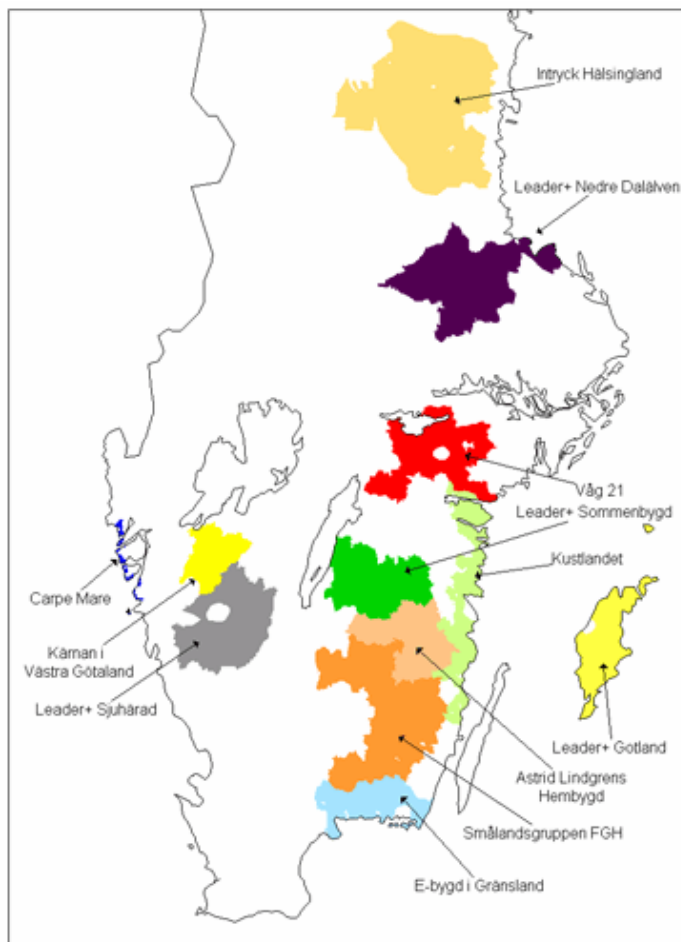 Intryck Hälsingland
Leader+ Nedre Dalälven
Våg 21
Leader+ Sommenbygd
Kustlandet
Carpe Mare
Kärnan i
Västra Götaland
Leader+ Sjuhärad
Leader+ Gotland
Astrid Lindgrens
Hembygd
Smålandsgruppen FGH
E-bygd i Gränsland